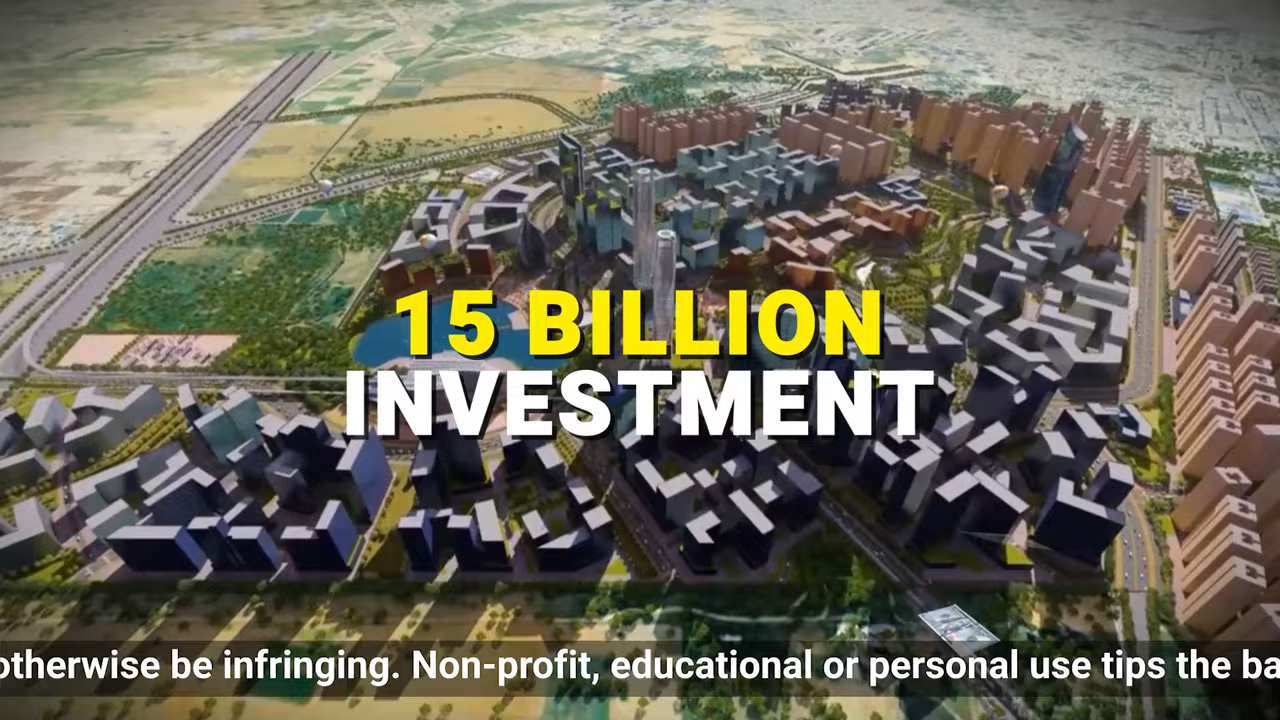 15 BILLION
INVESTMENT
otherwise be infringing. Non-profit, educational or personal use tips the ba